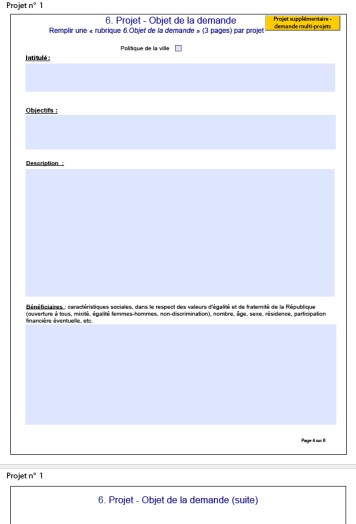 Projet n° 1
6. Projet - Objet de la demande
Projet supplémentaire -
demande multi-projets
Remplir une « rubrique 6.Objet de la demande » (3 pages) par projet
Politique de la ville
Intitulé :
Objectifs :
Description :
Bénéficiaires : caractéristiques sociales, dans le respect des valeurs d'égalité et de fraternité de la République
(ouverture à tous, mixité, égalité femmes-hommes, non-discrimination), nombre, âge, sexe, résidence, participation
financière éventuelle, etc.
Page 4 sur 9
Projet n° 1
6. Projet - Objet de la demande (suite)